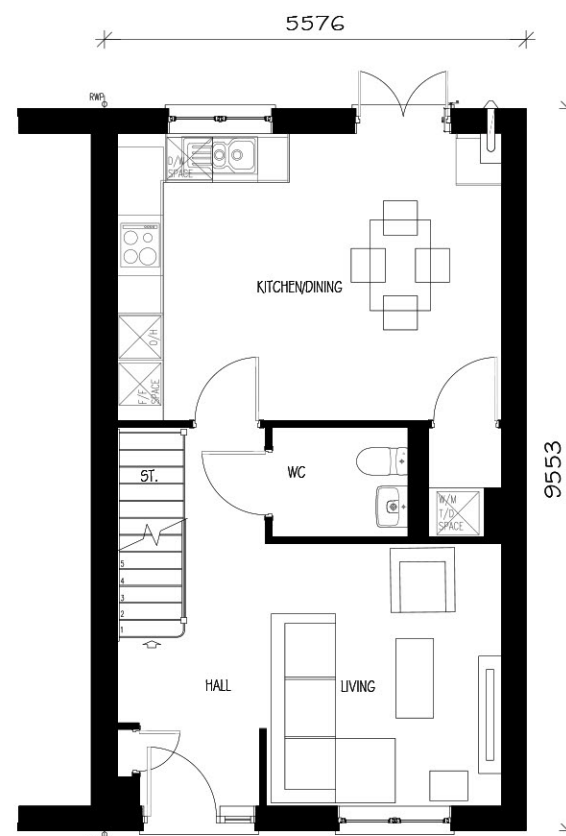 5576
RWP
D/W
SPACE
KITCHEN/DINING
O/H
F/F
SPACE
ST.
WC
9553
W/M
T/D
SPACE
5
4
3
2
1
HALL
LIVING